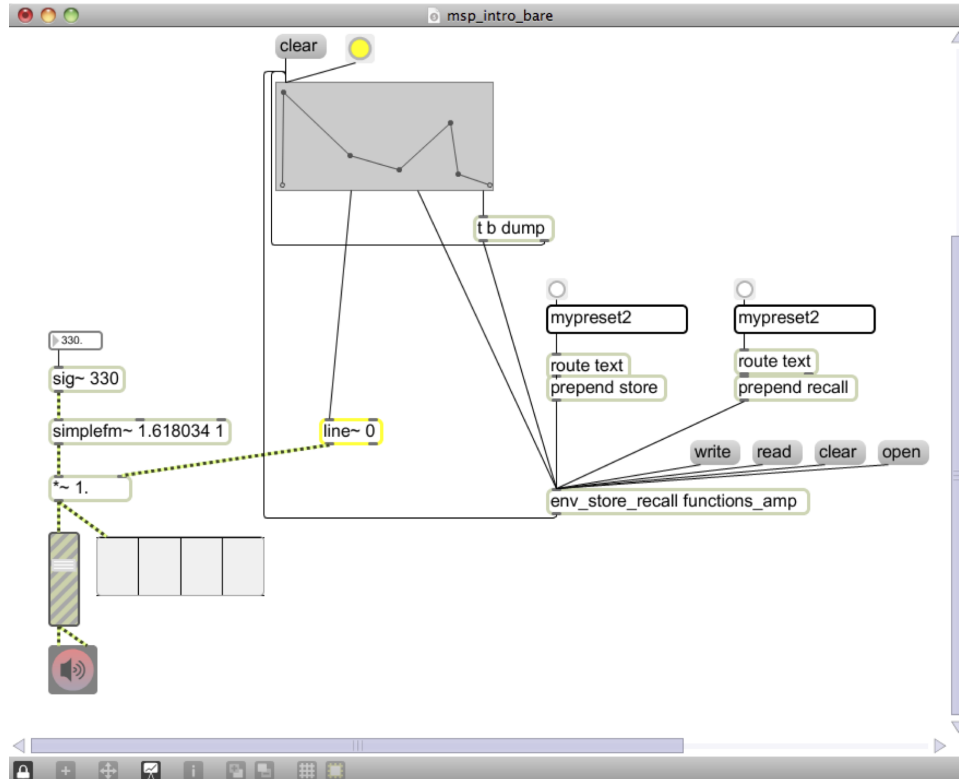 msp_intro_bare
clear
t b dump
mypreset2
mypreset2
330.
route text
route text
sig~ 330
prepend store
prepend recall
simplefm~ 1.618034 1
line~ 0
write
read
clear
open
*~ 1.
env_store_recall functions_amp